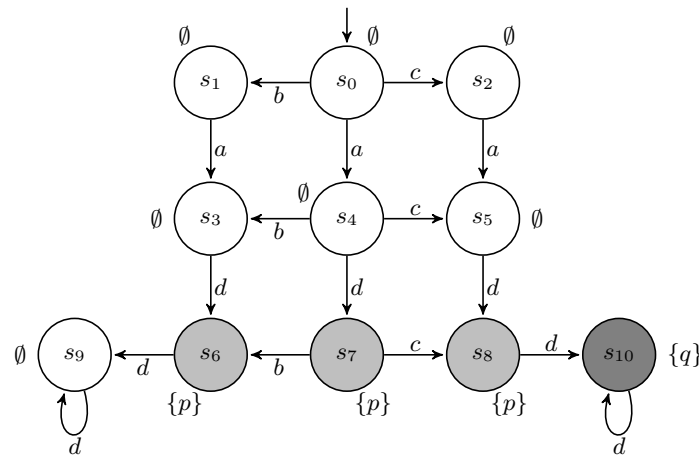 ∅ ∅ ∅
s₁ b s₀ c s₂
a a a
∅ s₃ b ∅ s₄ c s₅ ∅
d d d
∅ s₉ d s₆ b s₇ c s₈ d s₁₀ {q}
{p} {p} {p}
d d